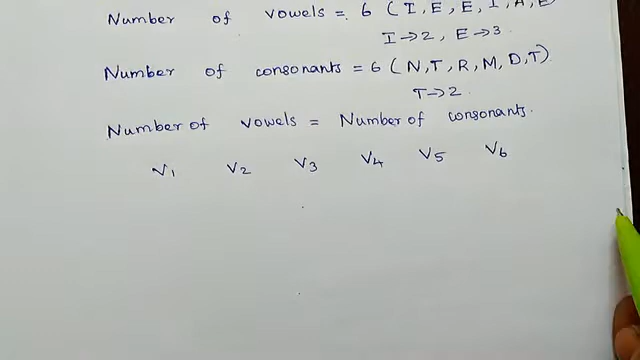 Number of vowels = 6 ( I, E, E, I, A, E)
I→2, E→3.
Number of consonants = 6 ( N, T, R, M, D, T).
T→2.
Number of vowels = Number of consonants.
V1 V2 V3 V4 V5 V6